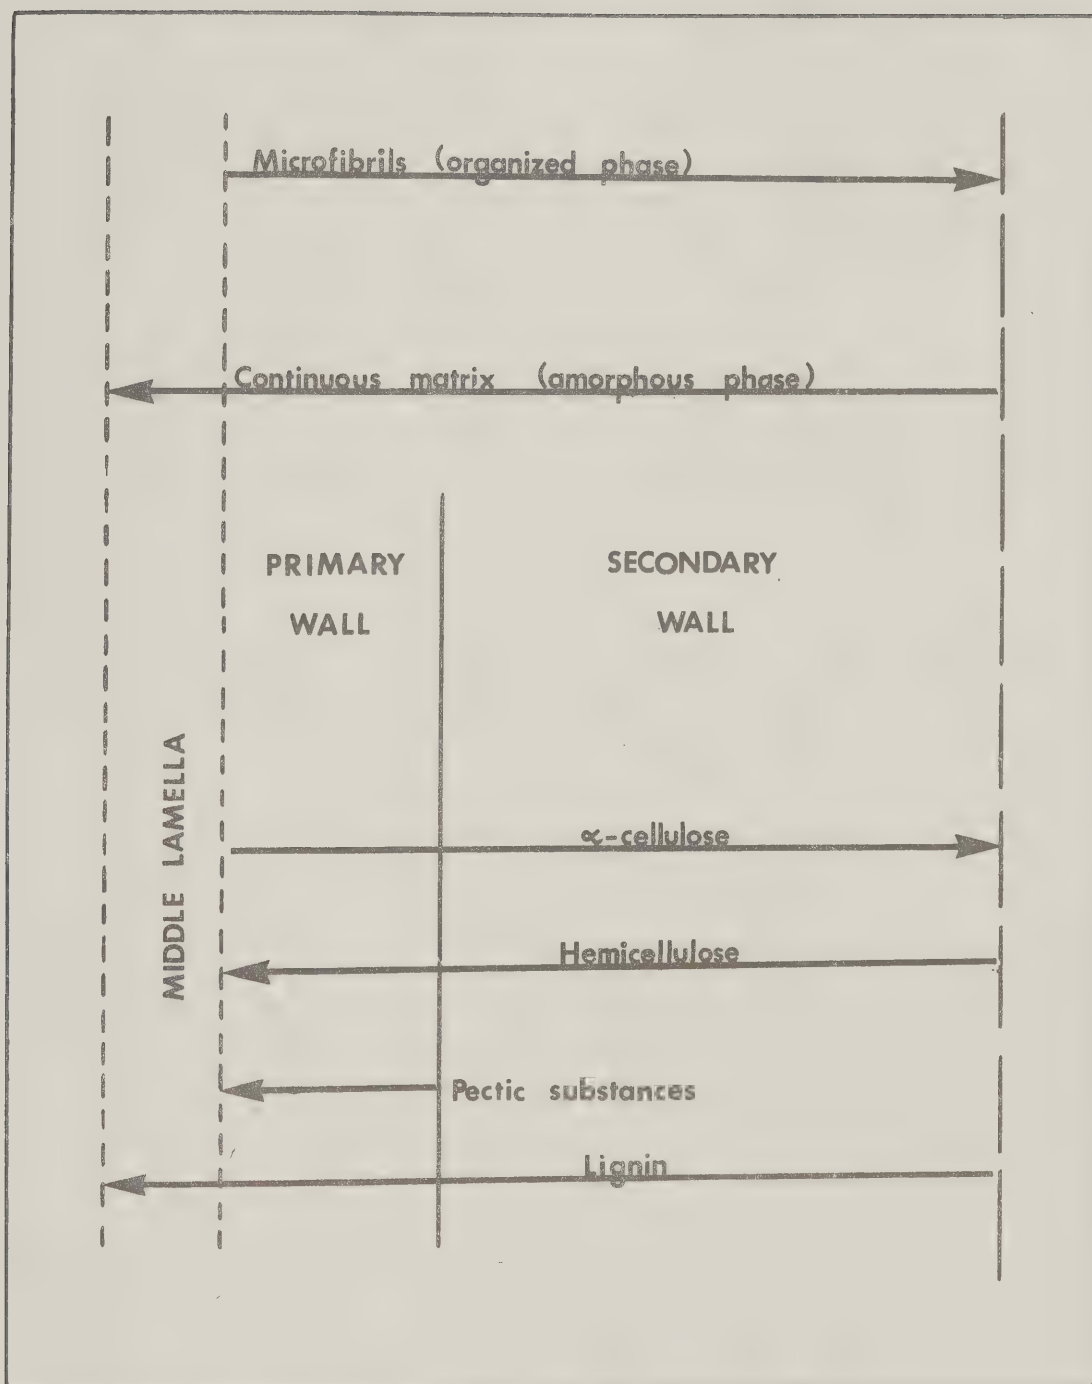 Microfibrils (organized phase)
Continuous matrix (amorphous phase)
PRIMARY
WALL
SECONDARY
WALL
MIDDLE LAMELLA
∝-cellulose
Hemicellulose
Pectic substances
Lignin